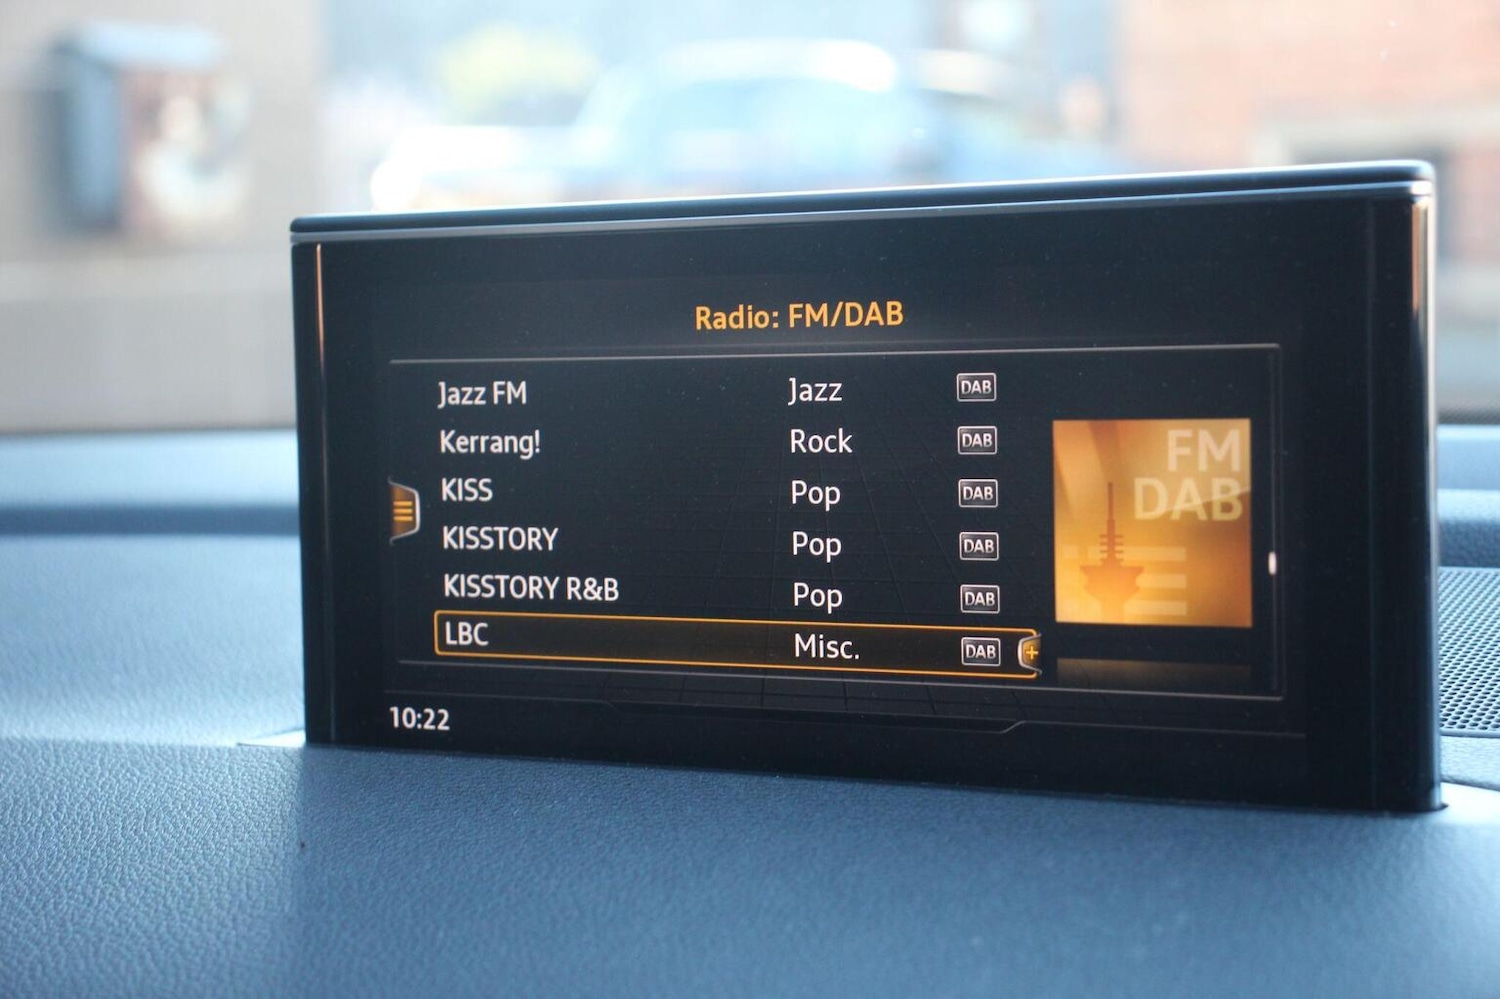 Radio: FM/DAB
Jazz FM Jazz DAB
Kerrang! Rock DAB
KISS Pop DAB
KISSTORY Pop DAB
KISSTORY R&B Pop DAB
LBC Misc. DAB
FM
DAB
10:22